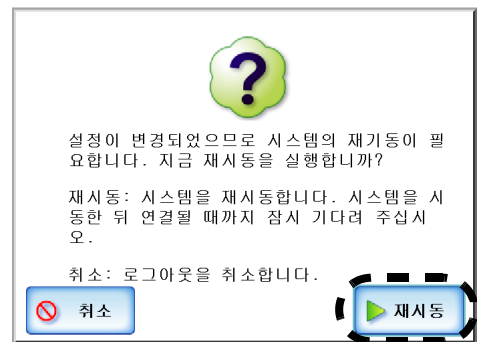 설정이 변경되었으므로 시스템의 재기동이 필
요합니다. 지금 재시동을 실행합니까?
재시동: 시스템을 재시동합니다. 시스템을 시
동한 뒤 연결될 때까지 잠시 기다려 주십시
오.
취소: 로그아웃을 취소합니다.
취소
재시동